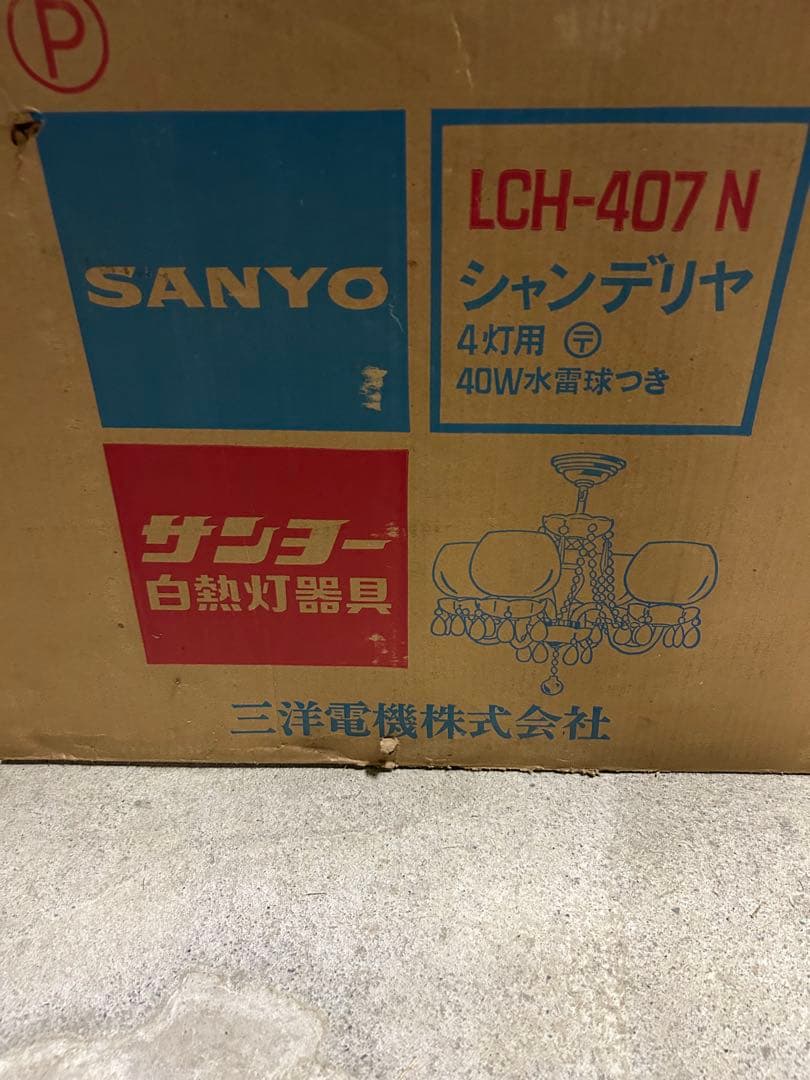 P
SANYO
LCH-407 N
シャンデリヤ
4灯用 〶
40W水雷球つき
サンヨー
白熱灯器具
三洋電機株式会社